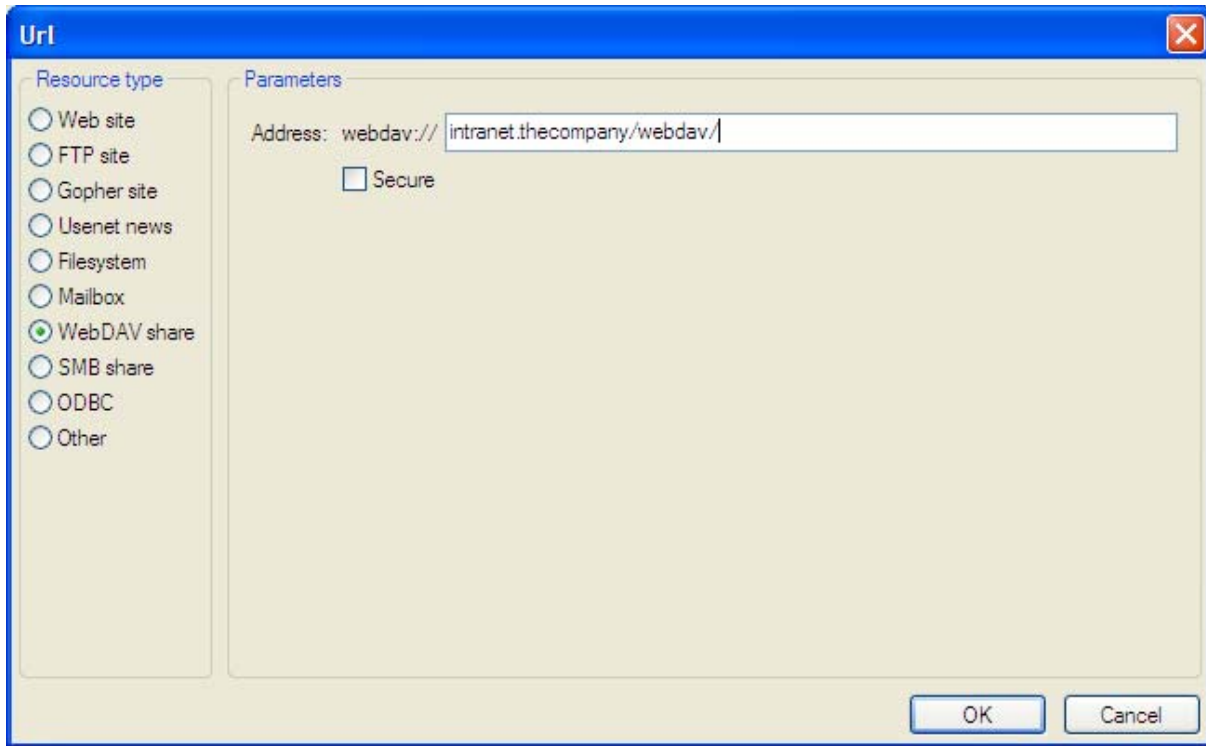 Url
Resource type
Web site
FTP site
Gopher site
Usenet news
Filesystem
Mailbox
WebDAV share
SMB share
ODBC
Other
Parameters
Address: webdav:// intranet.thecompany/webdav/
Secure
OK Cancel